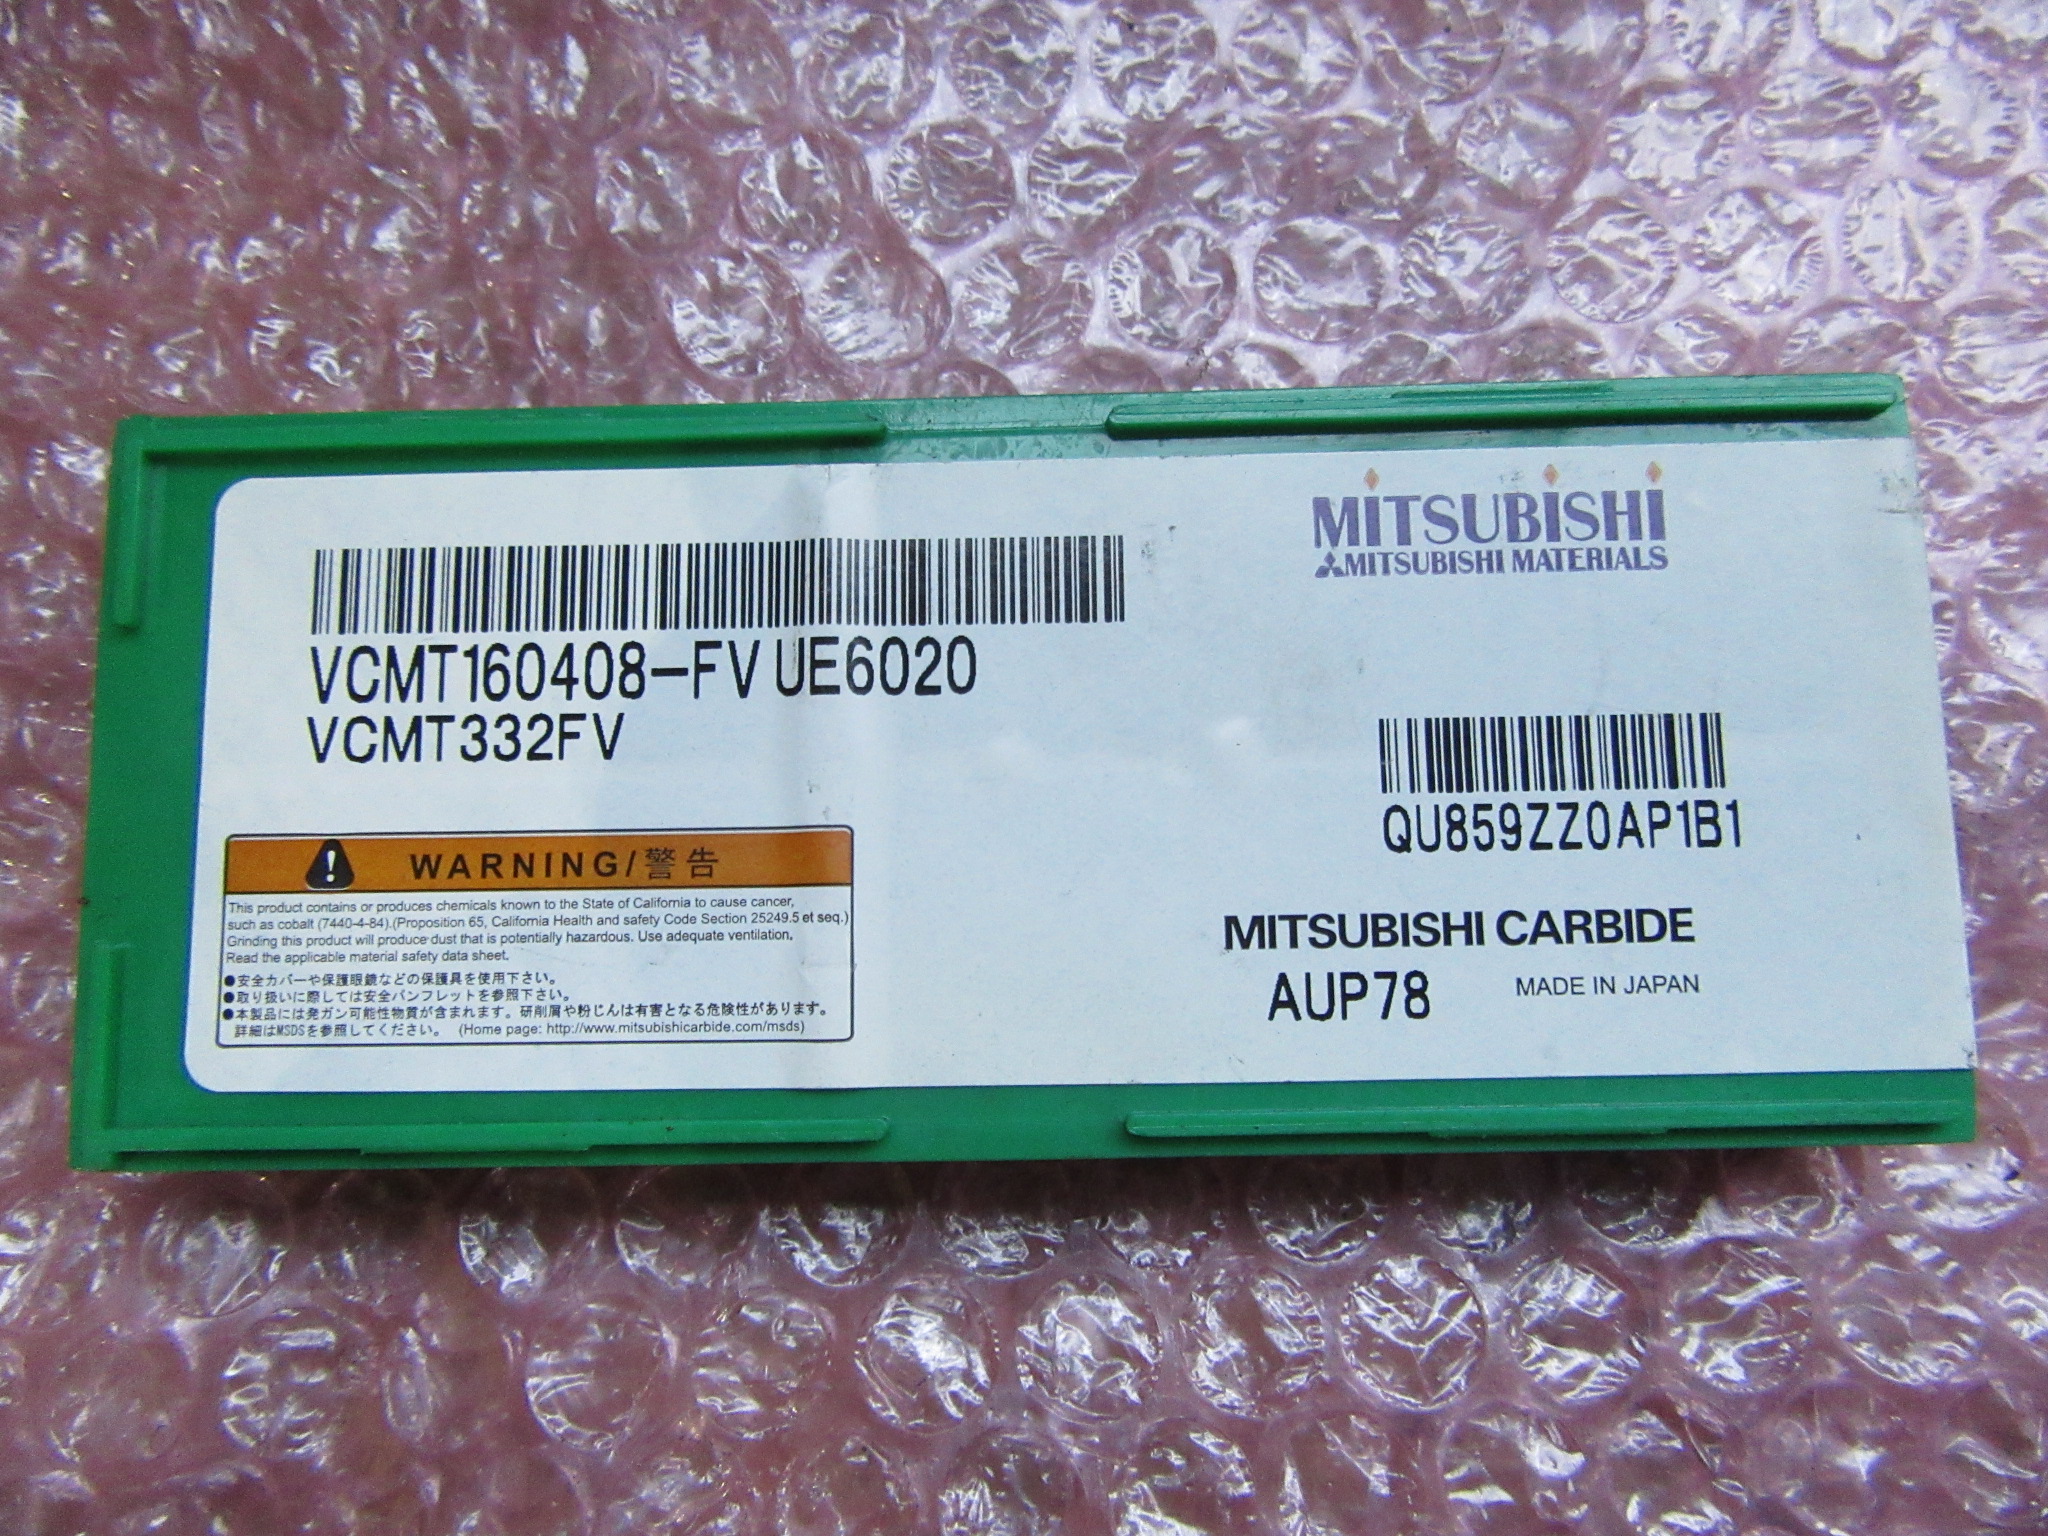 MITSUBISHI
MITSUBISHI MATERIALS
VCMT160408-FV UE6020
VCMT332FV
QU859ZZ0AP1B1
WARNING/警告
This product contains or produces chemicals known to the State of California to cause cancer,
such as cobalt (7440-4-84).(Proposition 65, California Health and safety Code Section 25249.5 et seq.)
Grinding this product will produce dust that is potentially hazardous. Use adequate ventilation.
Read the applicable material safety data sheet.
●安全カバーや保護眼鏡などの保護具を使用下さい。
●取り扱いに際しては安全パンフレットを参照下さい。
●本製品には発ガン可能性物質が含まれます。研削屑や粉じんは有害となる危険性があります。
詳細はMSDSを参照してください。 (Home page: http://www.mitsubishicarbide.com/msds)
MITSUBISHI CARBIDE
AUP78 MADE IN JAPAN